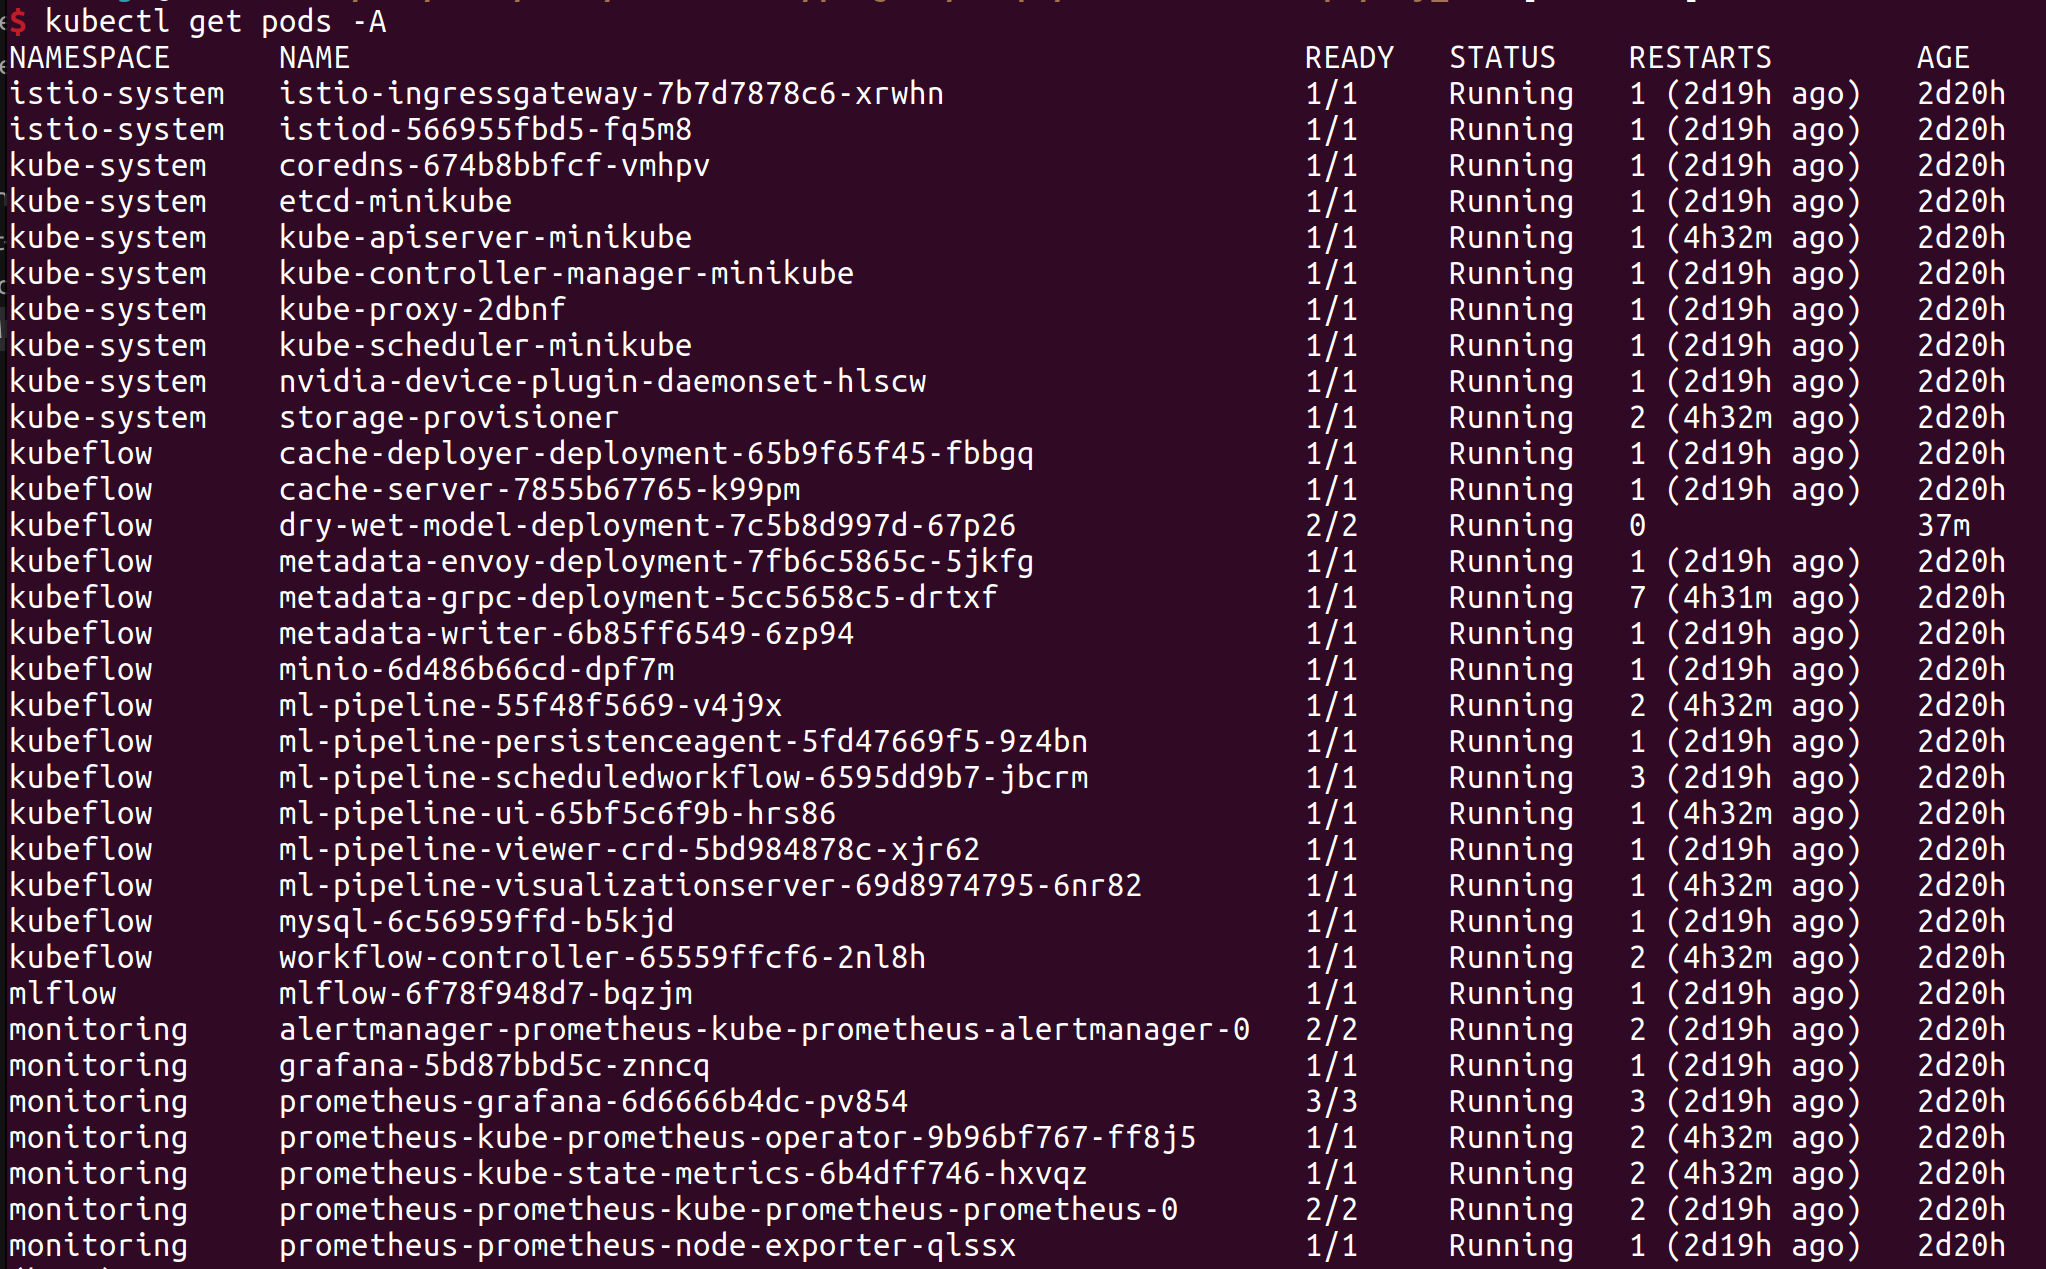 $ kubectl get pods -A
NAMESPACE NAME READY STATUS RESTARTS AGE
istio-system istio-ingressgateway-7b7d7878c6-xrwhn 1/1 Running 1 (2d19h ago) 2d20h
istio-system istiod-566955fbd5-fq5m8 1/1 Running 1 (2d19h ago) 2d20h
kube-system coredns-674b8bbfcf-vmhpv 1/1 Running 1 (2d19h ago) 2d20h
kube-system etcd-minikube 1/1 Running 1 (2d19h ago) 2d20h
kube-system kube-apiserver-minikube 1/1 Running 1 (4h32m ago) 2d20h
kube-system kube-controller-manager-minikube 1/1 Running 1 (2d19h ago) 2d20h
kube-system kube-proxy-2dbnf 1/1 Running 1 (2d19h ago) 2d20h
kube-system kube-scheduler-minikube 1/1 Running 1 (2d19h ago) 2d20h
kube-system nvidia-device-plugin-daemonset-hlscw 1/1 Running 1 (2d19h ago) 2d20h
kube-system storage-provisioner 1/1 Running 2 (4h32m ago) 2d20h
kubeflow cache-deployer-deployment-65b9f65f45-fbbgq 1/1 Running 1 (2d19h ago) 2d20h
kubeflow cache-server-7855b67765-k99pm 1/1 Running 1 (2d19h ago) 2d20h
kubeflow dry-wet-model-deployment-7c5b8d997d-67p26 2/2 Running 0 37m
kubeflow metadata-envoy-deployment-7fb6c5865c-5jkfg 1/1 Running 1 (2d19h ago) 2d20h
kubeflow metadata-grpc-deployment-5cc5658c5-drtxf 1/1 Running 7 (4h31m ago) 2d20h
kubeflow metadata-writer-6b85ff6549-6zp94 1/1 Running 1 (2d19h ago) 2d20h
kubeflow minio-6d486b66cd-dpf7m 1/1 Running 1 (2d19h ago) 2d20h
kubeflow ml-pipeline-55f48f5669-v4j9x 1/1 Running 2 (4h32m ago) 2d20h
kubeflow ml-pipeline-persistenceagent-5fd47669f5-9z4bn 1/1 Running 1 (2d19h ago) 2d20h
kubeflow ml-pipeline-scheduledworkflow-6595dd9b7-jbcrm 1/1 Running 3 (2d19h ago) 2d20h
kubeflow ml-pipeline-ui-65bf5c6f9b-hrs86 1/1 Running 1 (4h32m ago) 2d20h
kubeflow ml-pipeline-viewer-crd-5bd984878c-xjr62 1/1 Running 1 (2d19h ago) 2d20h
kubeflow ml-pipeline-visualizationserver-69d8974795-6nr82 1/1 Running 1 (4h32m ago) 2d20h
kubeflow mysql-6c56959ffd-b5kjd 1/1 Running 1 (2d19h ago) 2d20h
kubeflow workflow-controller-65559ffcf6-2nl8h 1/1 Running 2 (4h32m ago) 2d20h
mlflow mlflow-6f78f948d7-bqzjm 1/1 Running 1 (2d19h ago) 2d20h
monitoring alertmanager-prometheus-kube-prometheus-alertmanager-0 2/2 Running 2 (2d19h ago) 2d20h
monitoring grafana-5bd87bbd5c-znncq 1/1 Running 1 (2d19h ago) 2d20h
monitoring prometheus-grafana-6d6666b4dc-pv854 3/3 Running 3 (2d19h ago) 2d20h
monitoring prometheus-kube-prometheus-operator-9b96bf767-ff8j5 1/1 Running 2 (4h32m ago) 2d20h
monitoring prometheus-kube-state-metrics-6b4dff746-hxvqz 1/1 Running 2 (4h32m ago) 2d20h
monitoring prometheus-prometheus-kube-prometheus-prometheus-0 2/2 Running 2 (2d19h ago) 2d20h
monitoring prometheus-prometheus-node-exporter-qlssx 1/1 Running 1 (2d19h ago) 2d20h